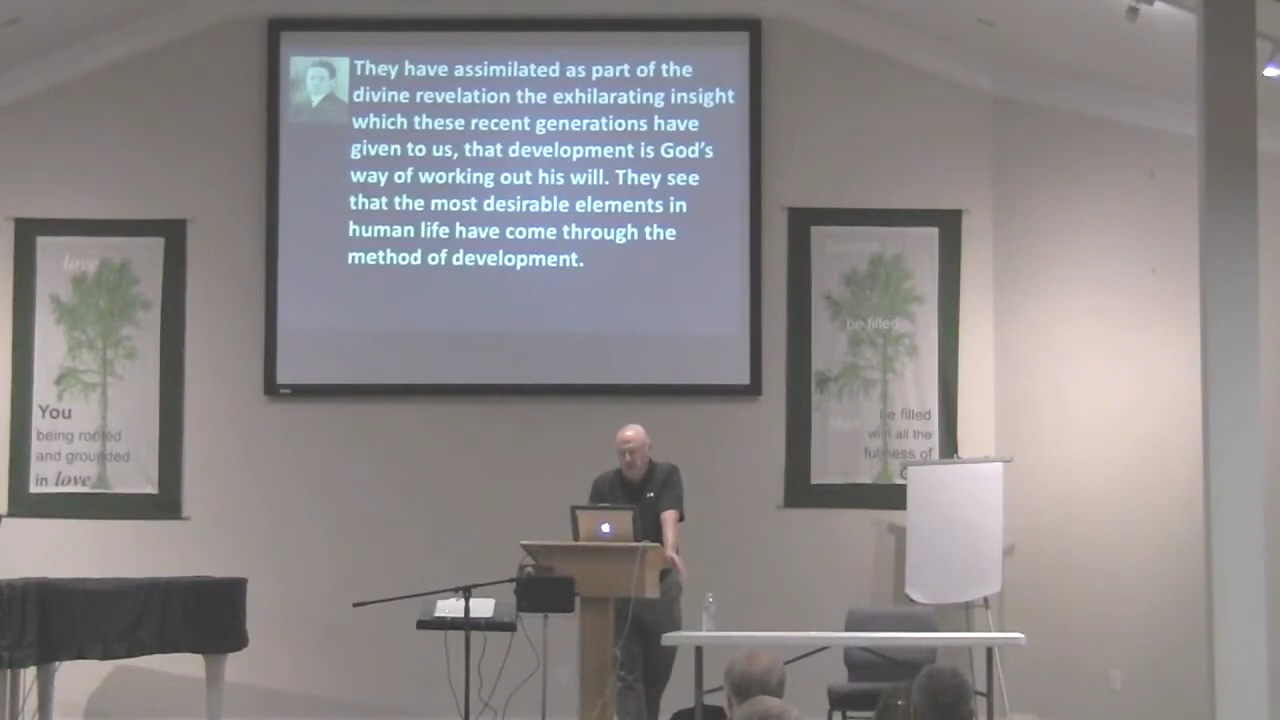 They have assimilated as part of the
divine revelation the exhilarating insight
which these recent generations have
given to us, that development is God's
way of working out his will. They see
that the most desirable elements in
human life have come through the
method of development.
love
You
being rooted
and grounded
in love
be filled
be filled
with all the
fullness of